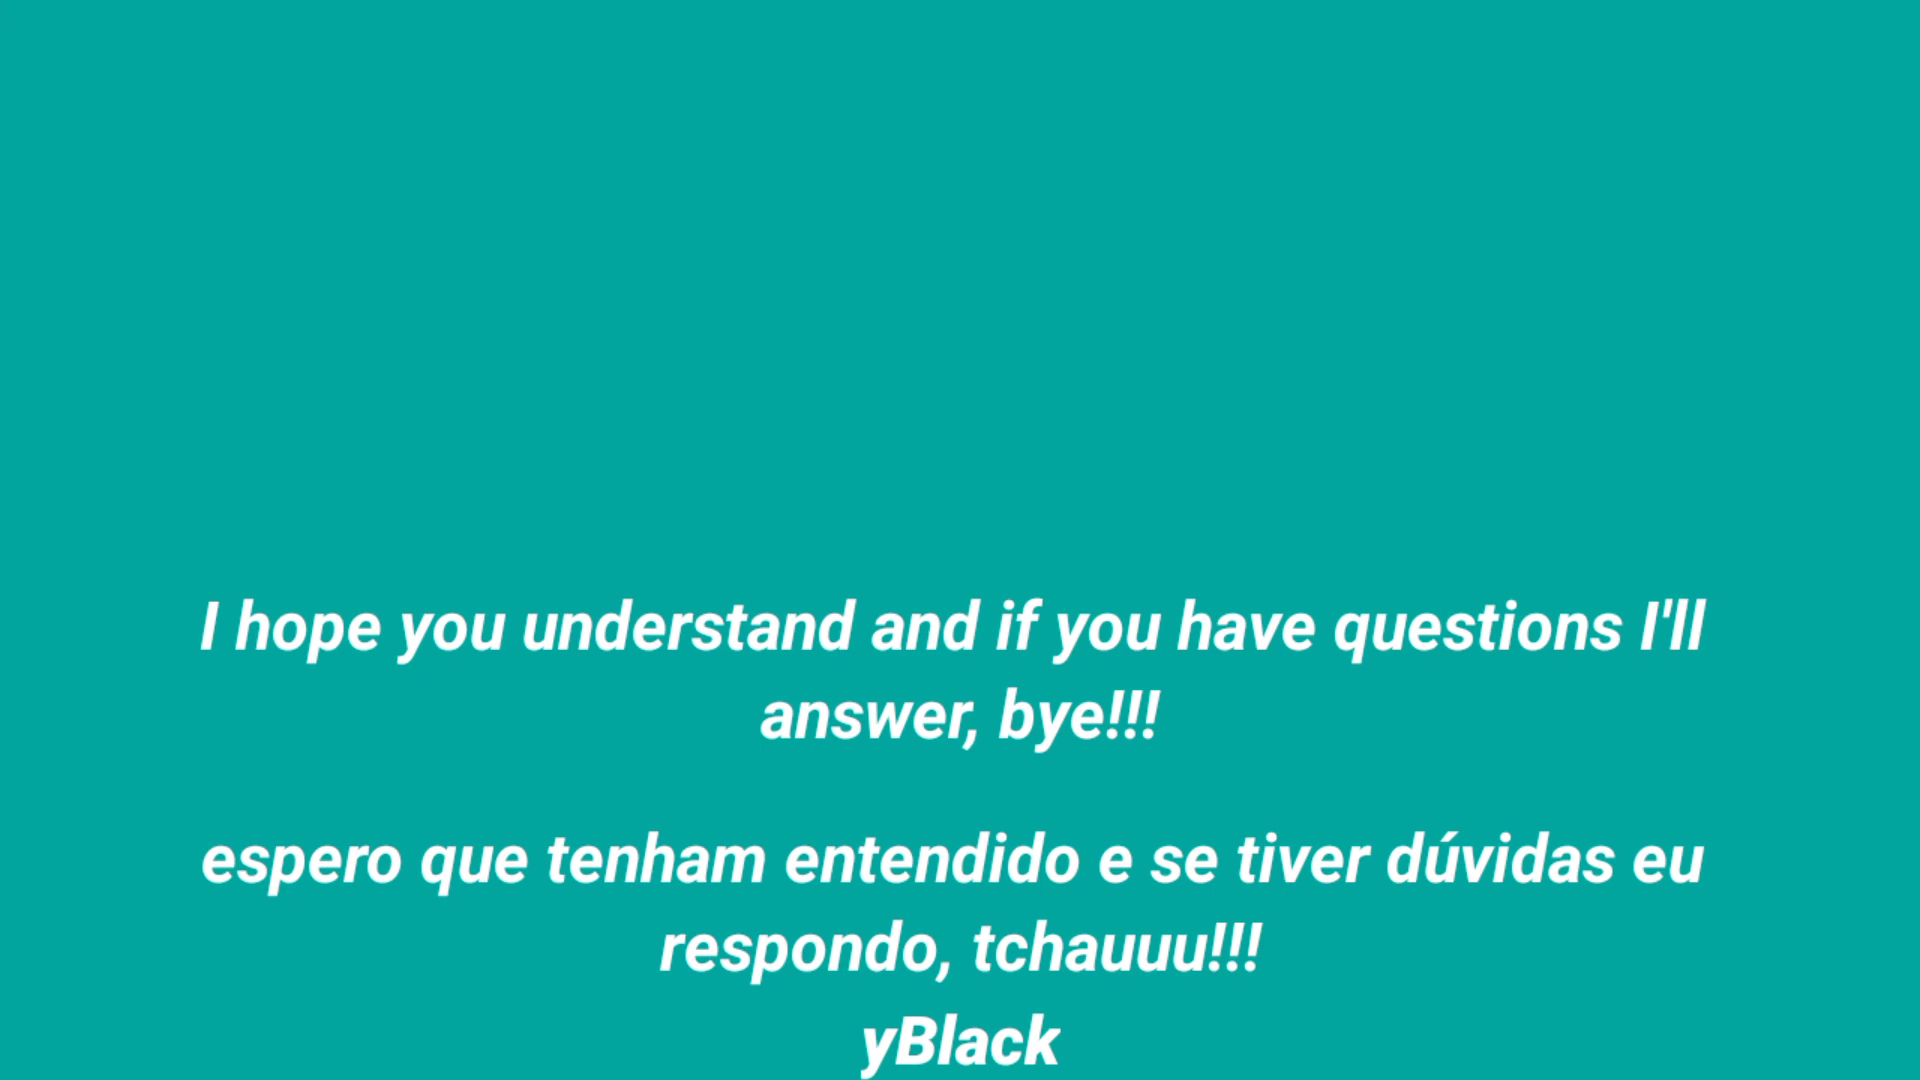 I hope you understand and if you have questions I'll
answer, bye!!!
espero que tenham entendido e se tiver dúvidas eu
respondo, tchauuu!!!
yBlack